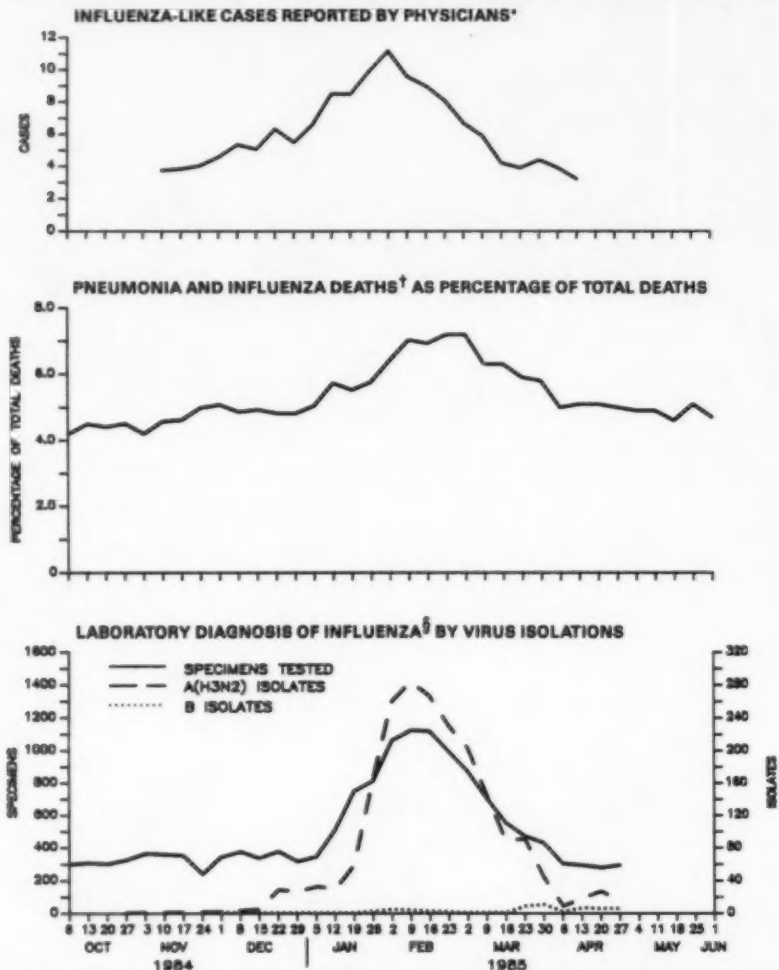 INFLUENZA-LIKE CASES REPORTED BY PHYSICIANS*
12
10
8
6
4
2
0
CASES
PNEUMONIA AND INFLUENZA DEATHS† AS PERCENTAGE OF TOTAL DEATHS
8.0
6.0
4.0
2.0
0
PERCENTAGE OF TOTAL DEATHS
LABORATORY DIAGNOSIS OF INFLUENZA§ BY VIRUS ISOLATIONS
SPECIMENS TESTED
A(H3N2) ISOLATES
B ISOLATES
1600
1400
1200
1000
800
600
400
200
0
SPECIMENS
320
280
240
200
160
120
80
40
0
ISOLATES
6 13 20 27 3 10 17 24 1 8 15 22 29 5 12 19 26 2 9 16 23 2 9 16 23 30 6 13 20 27 4 11 18 25 1
OCT NOV DEC JAN FEB MAR APR MAY JUN
1984 1985